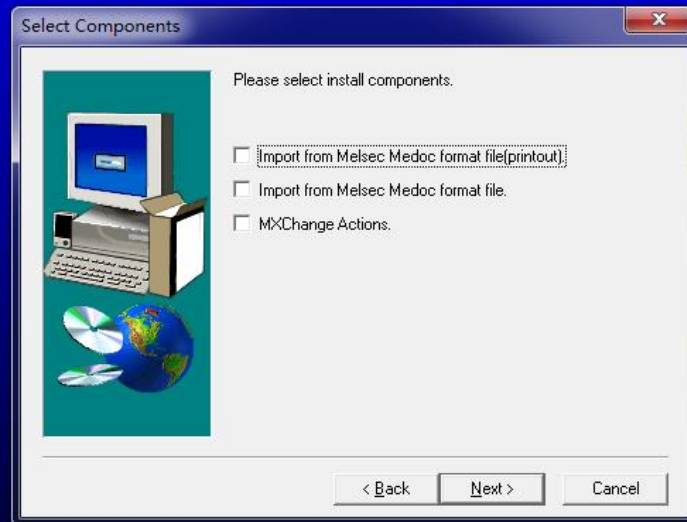 Select Components
Please select install components.
Import from Melsec Medoc format file(printout).
Import from Melsec Medoc format file.
MXChange Actions.
< Back
Next >
Cancel